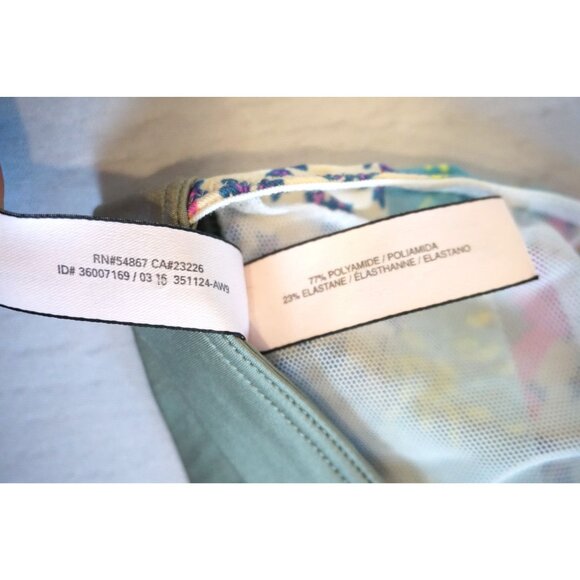 RN#54867 CA#23226
ID# 36007169 / 03 16 351124-AW9
77% POLYAMIDE / POLIAMIDA
23% ELASTANE / ÉLASTHANNE / ELASTANO